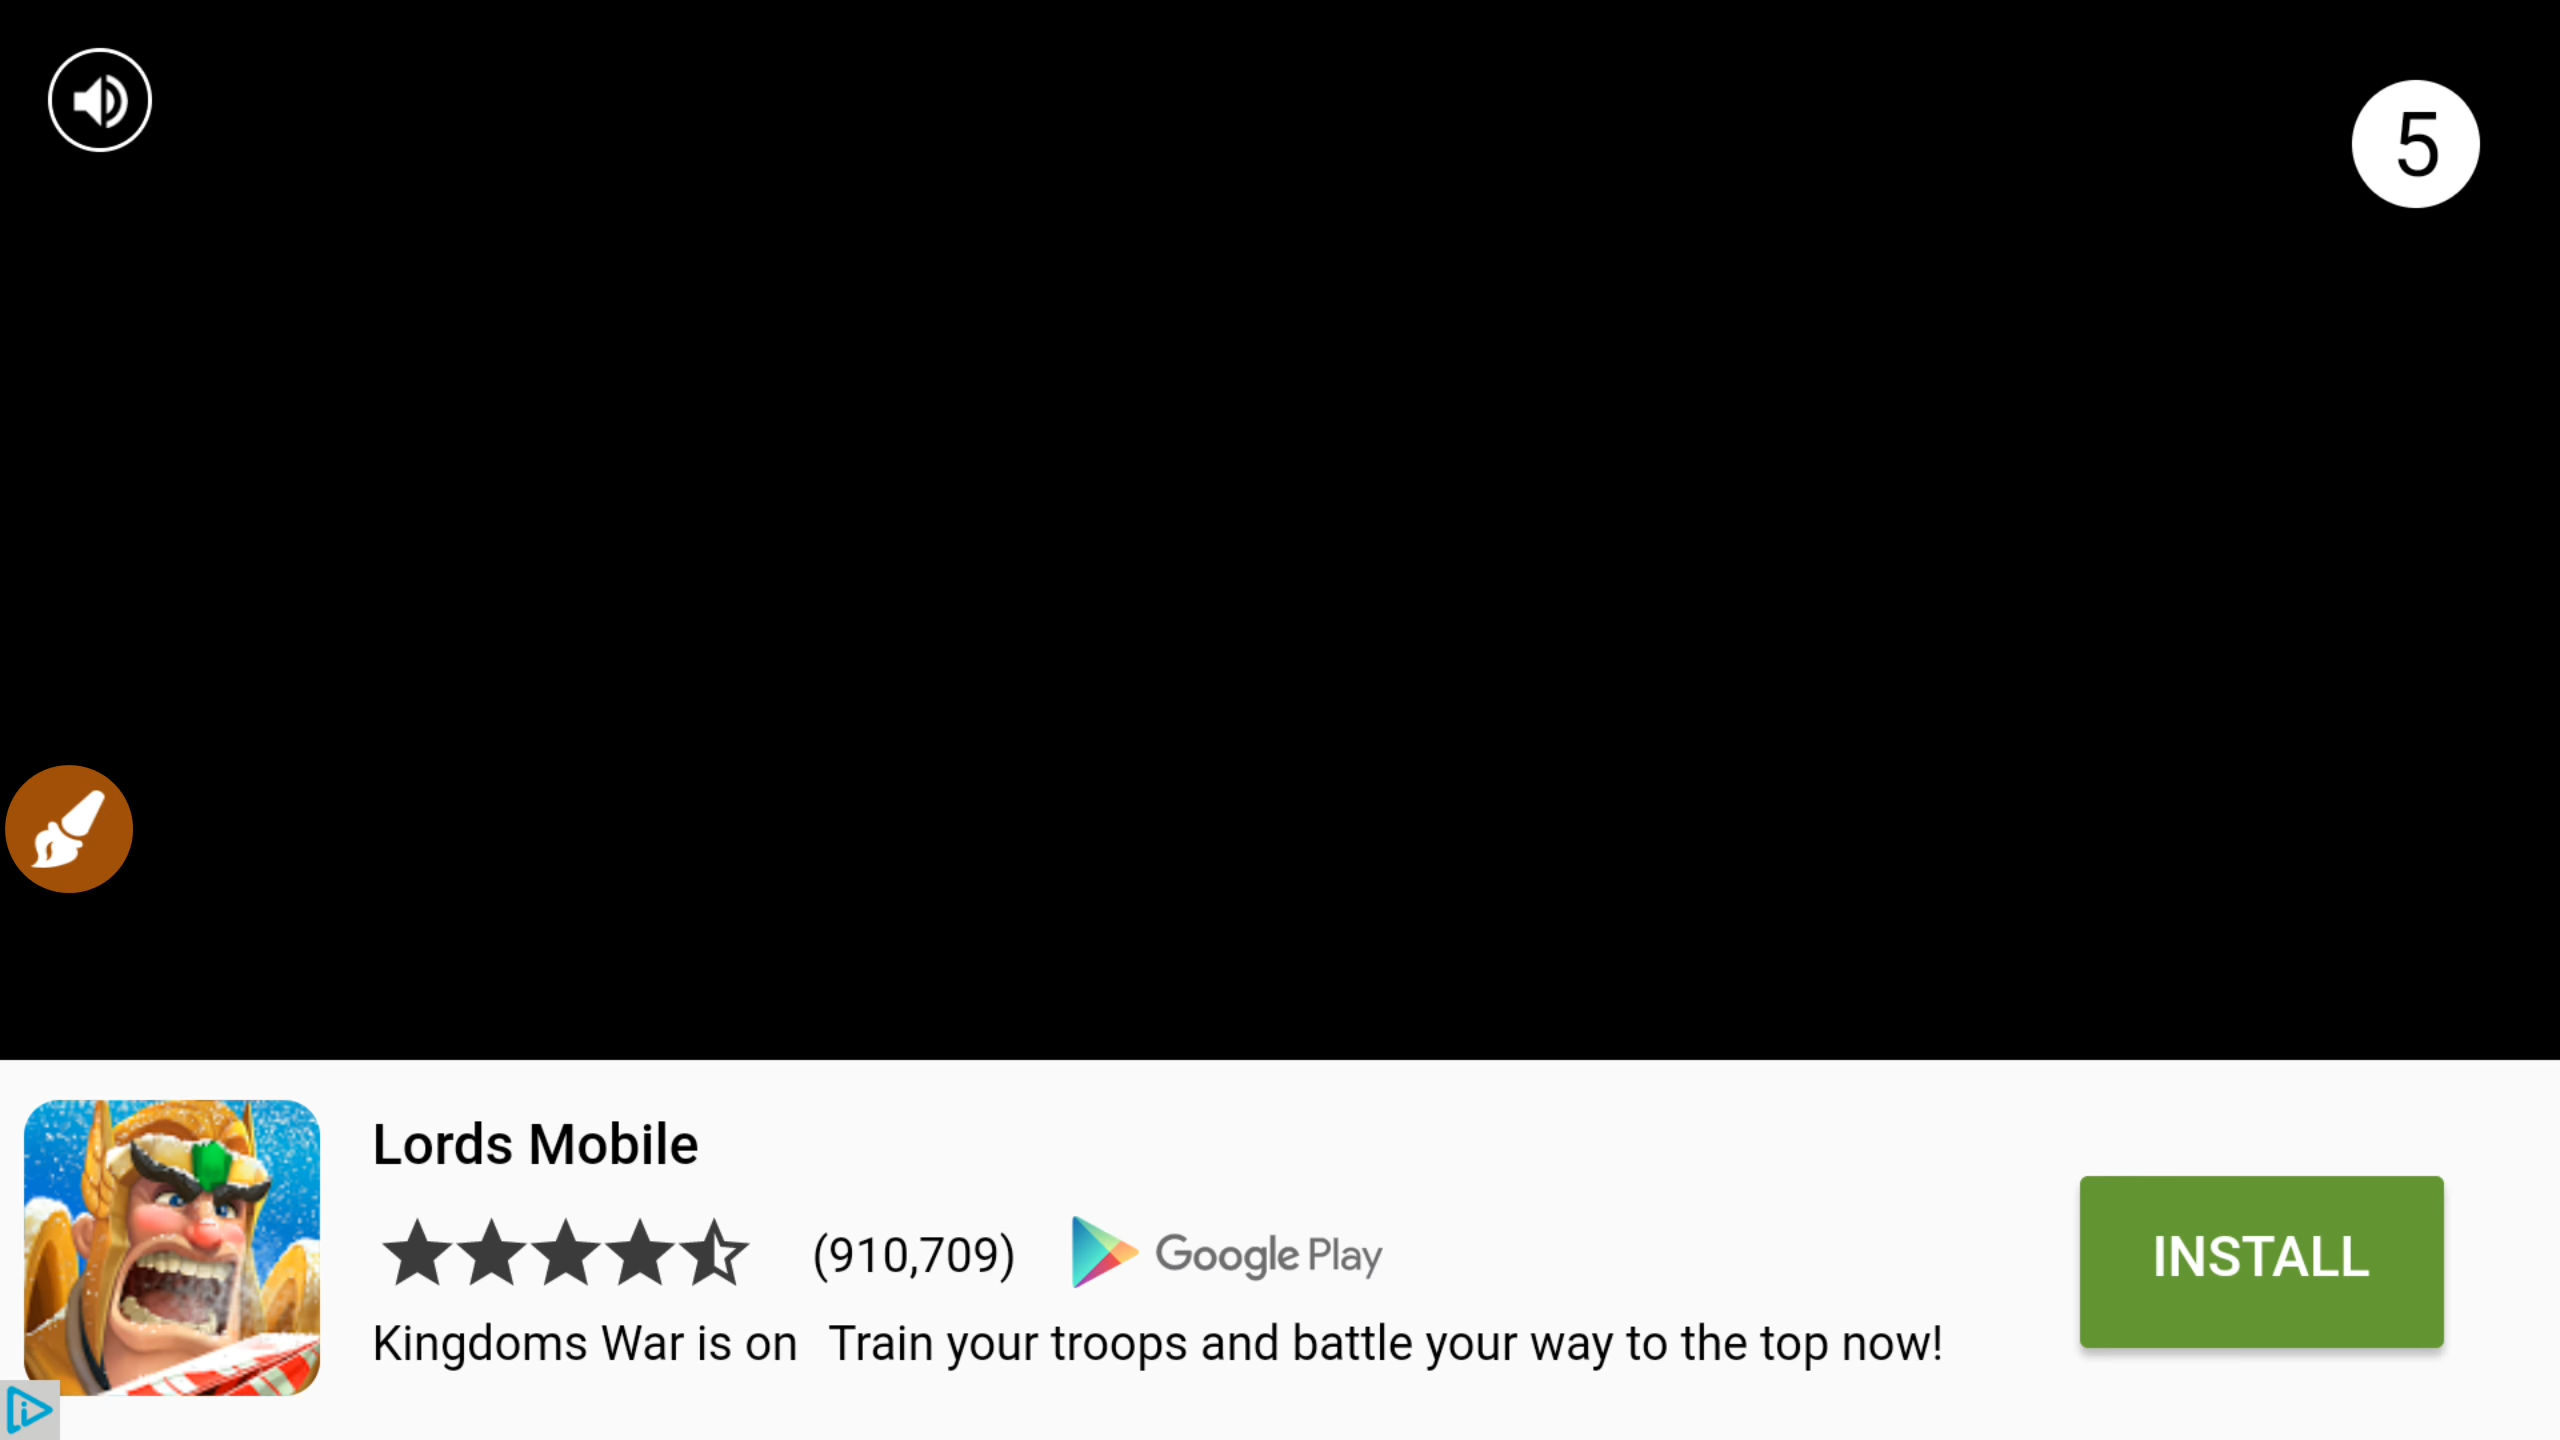 5
Lords Mobile
(910,709) Google Play
Kingdoms War is on Train your troops and battle your way to the top now!
INSTALL